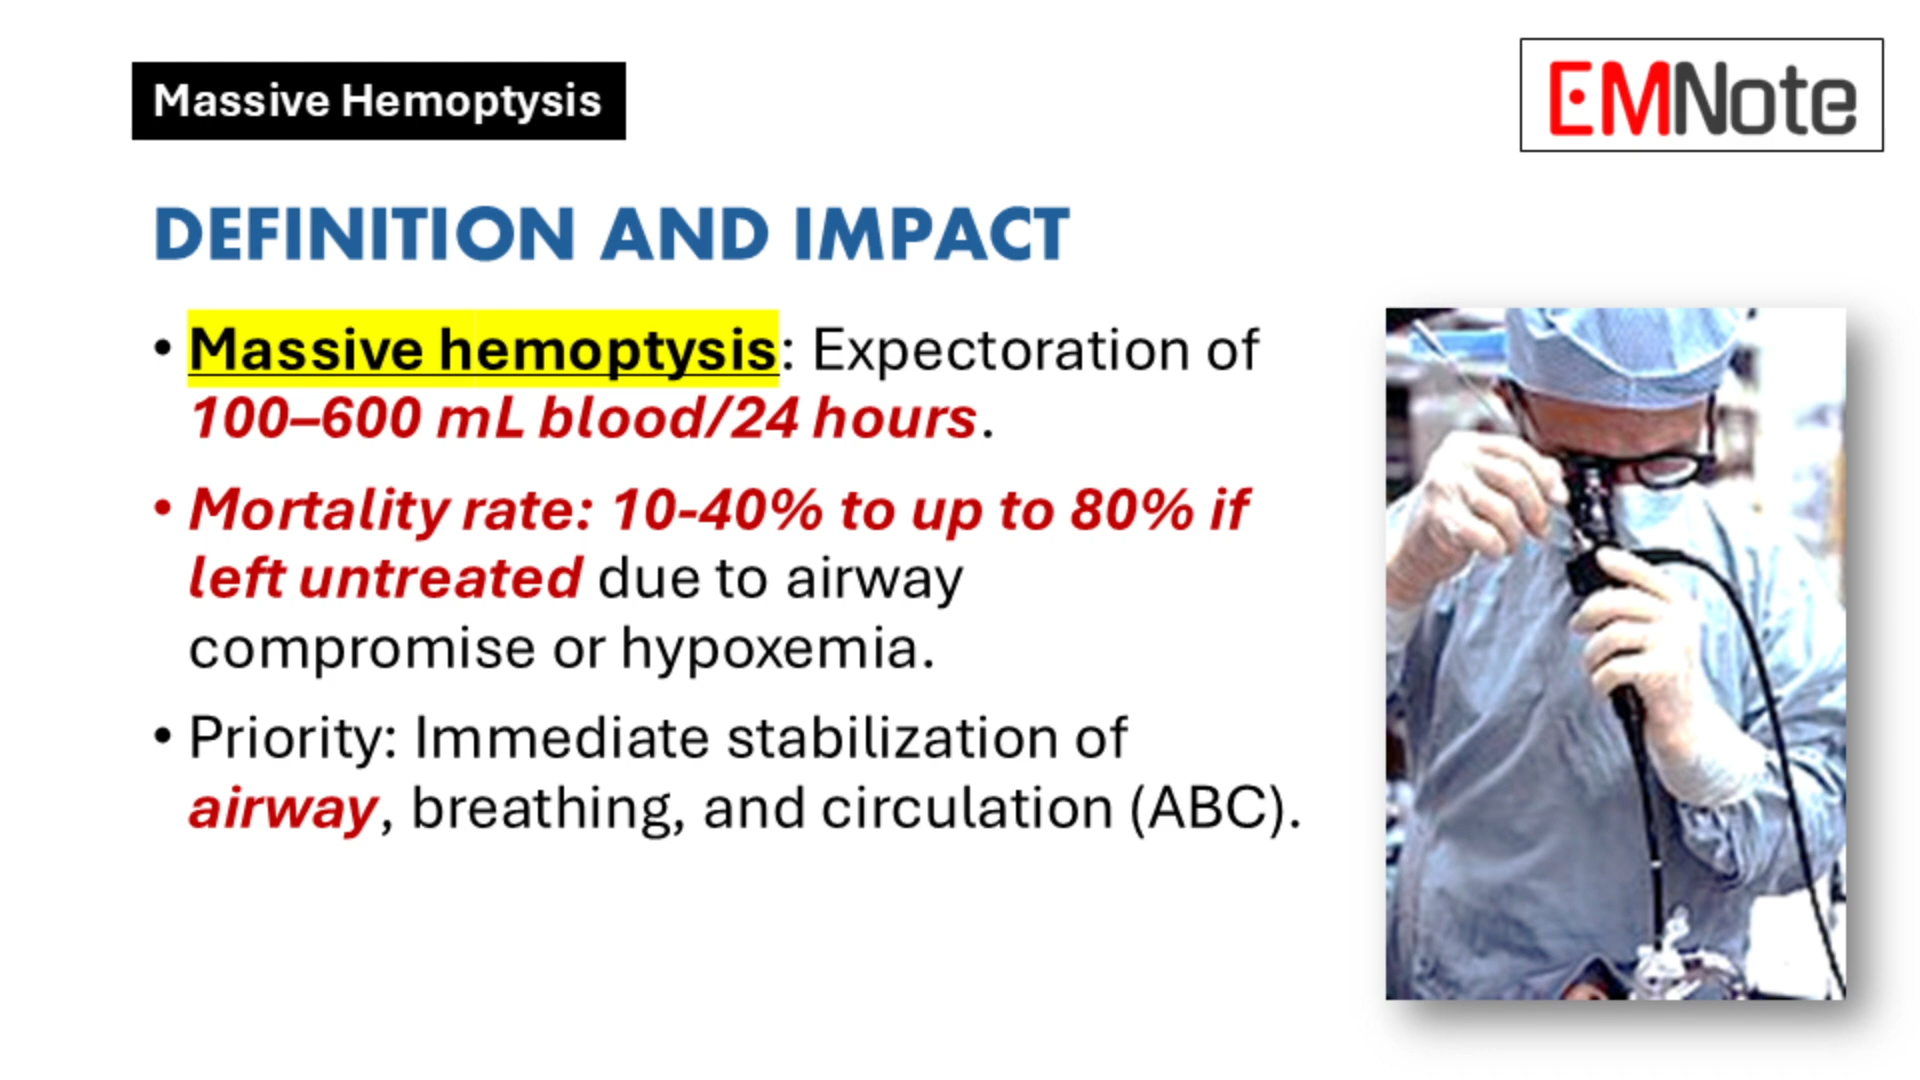 Massive Hemoptysis
EMNote
DEFINITION AND IMPACT
• Massive hemoptysis: Expectoration of
100–600 mL blood/24 hours.
• Mortality rate: 10-40% to up to 80% if
left untreated due to airway
compromise or hypoxemia.
• Priority: Immediate stabilization of
airway, breathing, and circulation (ABC).